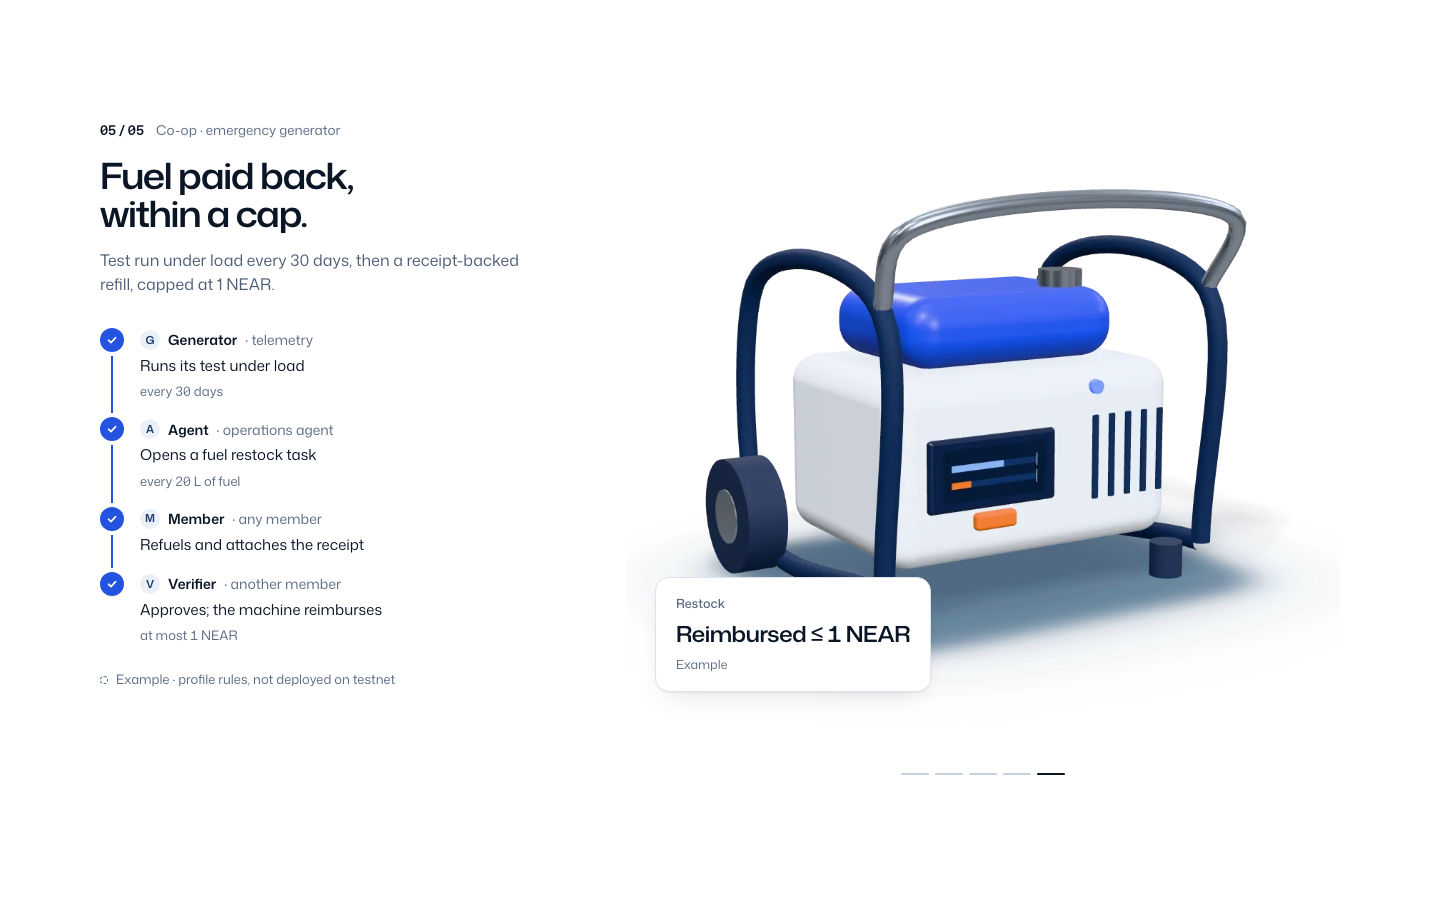 05 / 05 Co-op · emergency generator
Fuel paid back,
within a cap.
Test run under load every 30 days, then a receipt-backed
refill, capped at 1 NEAR.
G Generator · telemetry
Runs its test under load
every 30 days
A Agent · operations agent
Opens a fuel restock task
every 20 L of fuel
M Member · any member
Refuels and attaches the receipt
V Verifier · another member
Approves; the machine reimburses
at most 1 NEAR
Example · profile rules, not deployed on testnet
Restock
Reimbursed ≤ 1 NEAR
Example